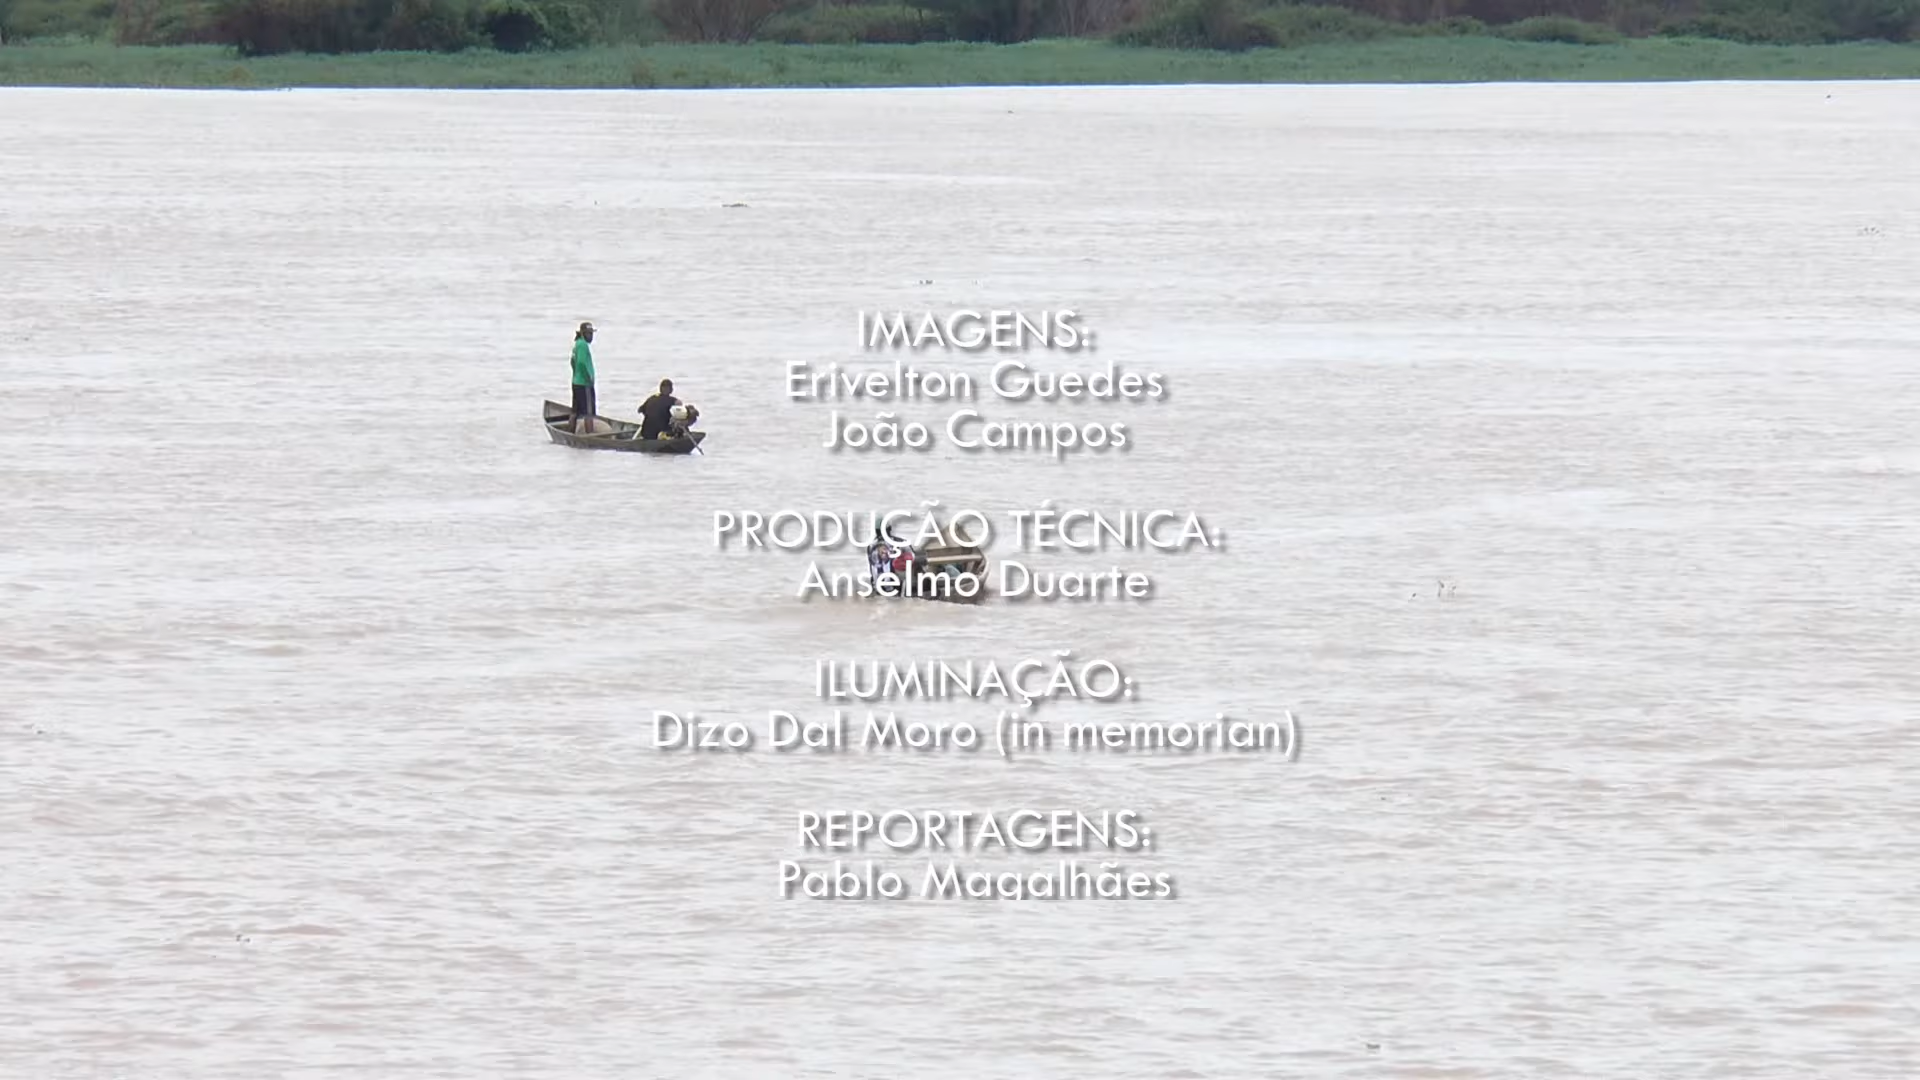 IMAGENS:
Erivelton Guedes
João Campos
PRODUÇÃO TÉCNICA:
Anselmo Duarte
ILUMINAÇÃO:
Dizo Dal Moro (in memorian)
REPORTAGENS:
Pablo Magalhães